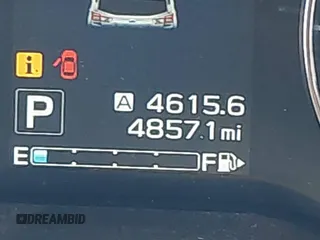 i
A 4615.6
P
4857.1 mi
E F
DREAMBID